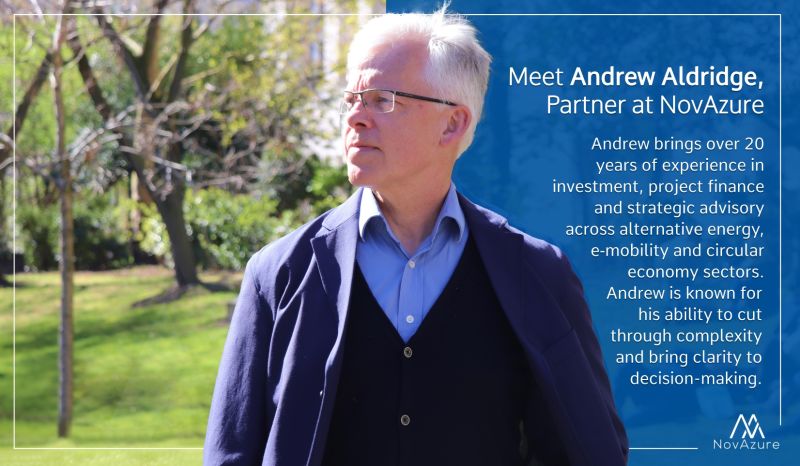 Meet Andrew Aldridge,
Partner at NovAzure
Andrew brings over 20
years of experience in
investment, project finance
and strategic advisory
across alternative energy,
e-mobility and circular
economy sectors.
Andrew is known for
his ability to cut
through complexity
and bring clarity to
decision-making.
NovAzure